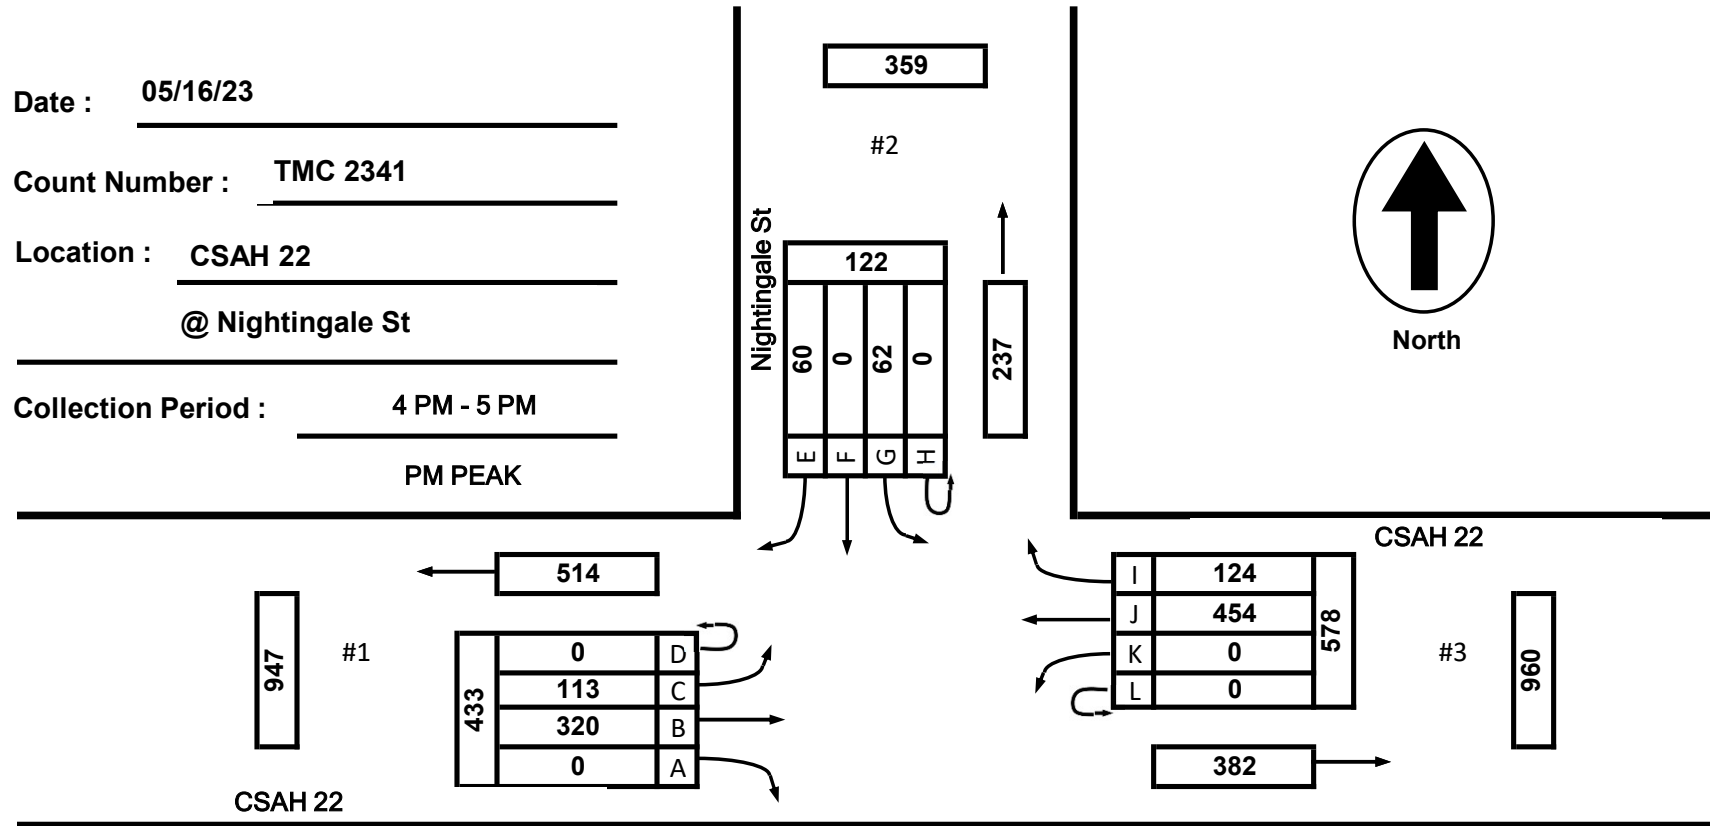 Date : 05/16/23
Count Number : TMC 2341
Location : CSAH 22
@ Nightingale St
Collection Period : 4 PM - 5 PM
PM PEAK
359
#2
Nightingale St
122
60 0 62 0
E F G H
237
North
CSAH 22
514
947
#1
433
0 D
113 C
320 B
0 A
CSAH 22
I 124
J 454
K 0
L 0
578
#3
960
382